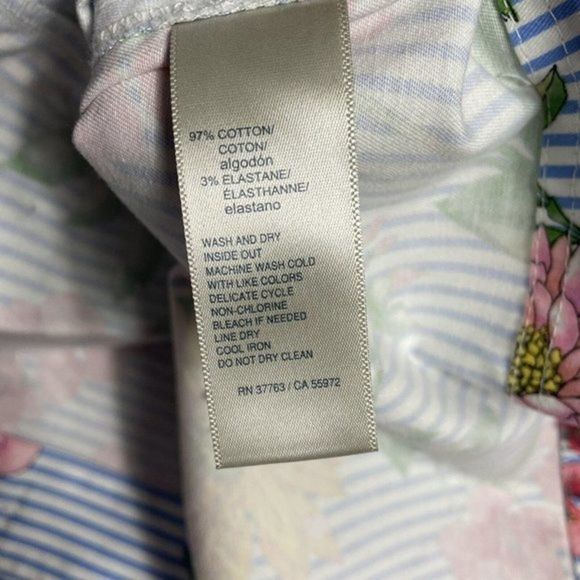 97% COTTON/
COTON/
algodón
3% ELASTANE/
ÉLASTHANNE/
elastano
WASH AND DRY
INSIDE OUT
MACHINE WASH COLD
WITH LIKE COLORS
DELICATE CYCLE
NON-CHLORINE
BLEACH IF NEEDED
LINE DRY
COOL IRON
DO NOT DRY CLEAN
RN 37763 / CA 55972